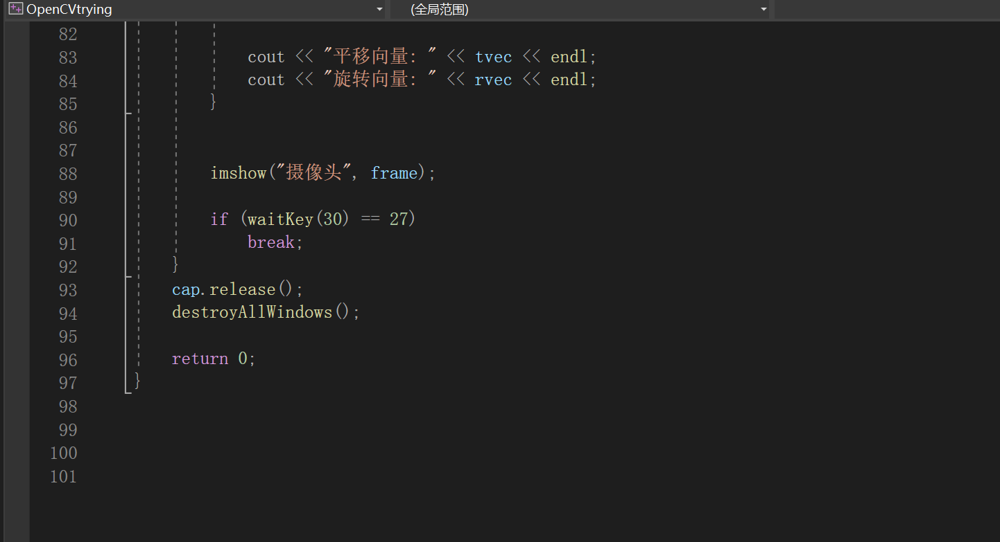 OpenCVtrying (全局范围)
82
83 cout << "平移向量: " << tvec << endl;
84 cout << "旋转向量: " << rvec << endl;
85 }
86
87
88 imshow("摄像头", frame);
89
90 if (waitKey(30) == 27)
91 break;
92 }
93 cap.release();
94 destroyAllWindows();
95
96 return 0;
97 }
98
99
100
101